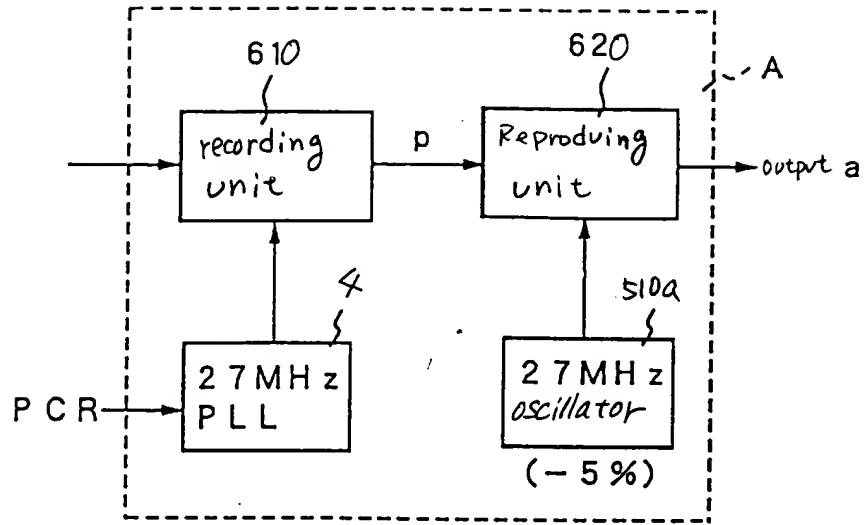 610
620
A
recording
unit
p
Reproduving
unit
output a
4
510a
27MHz
PLL
PCR
27MHz
oscillator
(-5%)